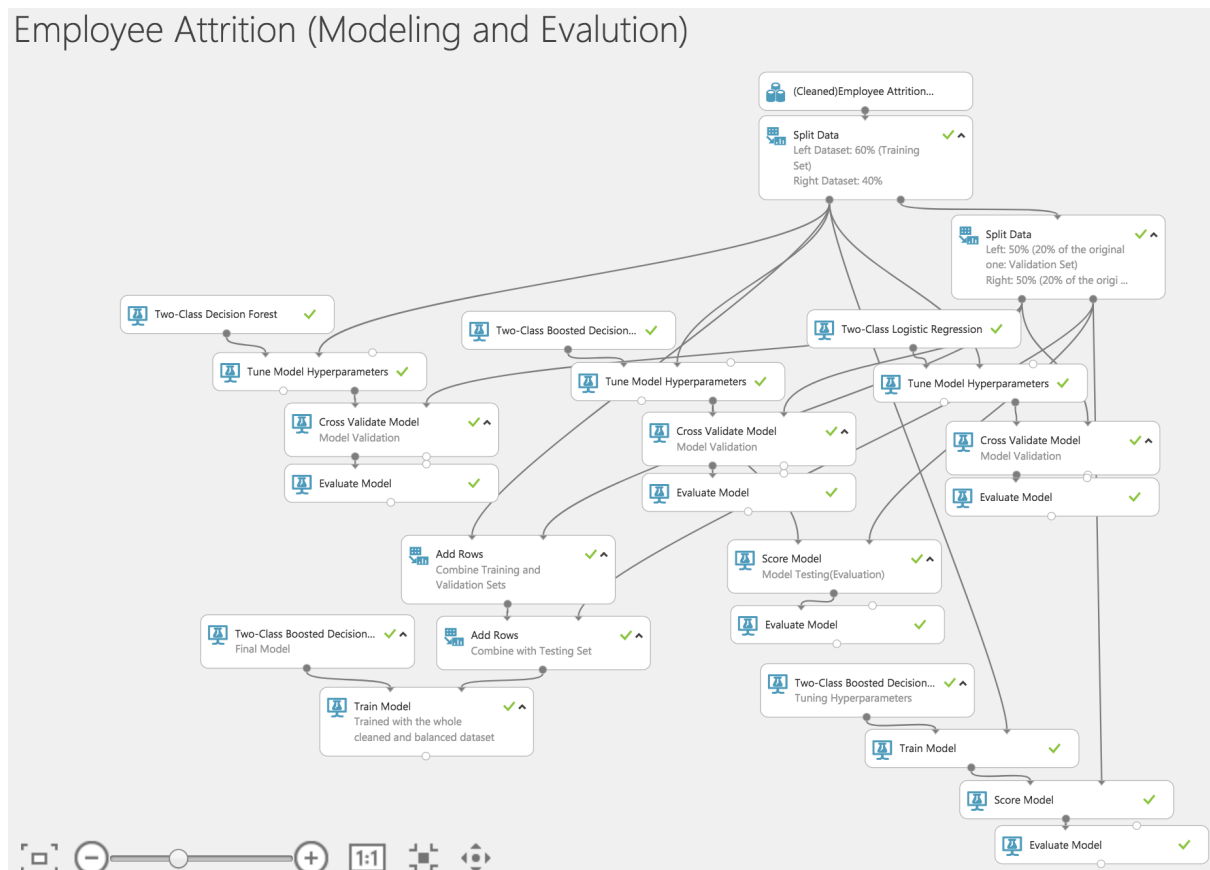 Employee Attrition (Modeling and Evalution)
(Cleaned)Employee Attrition...
Split Data
Left Dataset: 60% (Training
Set)
Right Dataset: 40%
Split Data
Left: 50% (20% of the original
one: Validation Set)
Right: 50% (20% of the origi ...
Two-Class Decision Forest
Two-Class Boosted Decision...
Two-Class Logistic Regression
Tune Model Hyperparameters
Tune Model Hyperparameters
Tune Model Hyperparameters
Cross Validate Model
Model Validation
Cross Validate Model
Model Validation
Cross Validate Model
Model Validation
Evaluate Model
Evaluate Model
Evaluate Model
Add Rows
Combine Training and
Validation Sets
Score Model
Model Testing(Evaluation)
Evaluate Model
Two-Class Boosted Decision...
Final Model
Add Rows
Combine with Testing Set
Two-Class Boosted Decision...
Tuning Hyperparameters
Train Model
Trained with the whole
cleaned and balanced dataset
Train Model
Score Model
Evaluate Model
1:1